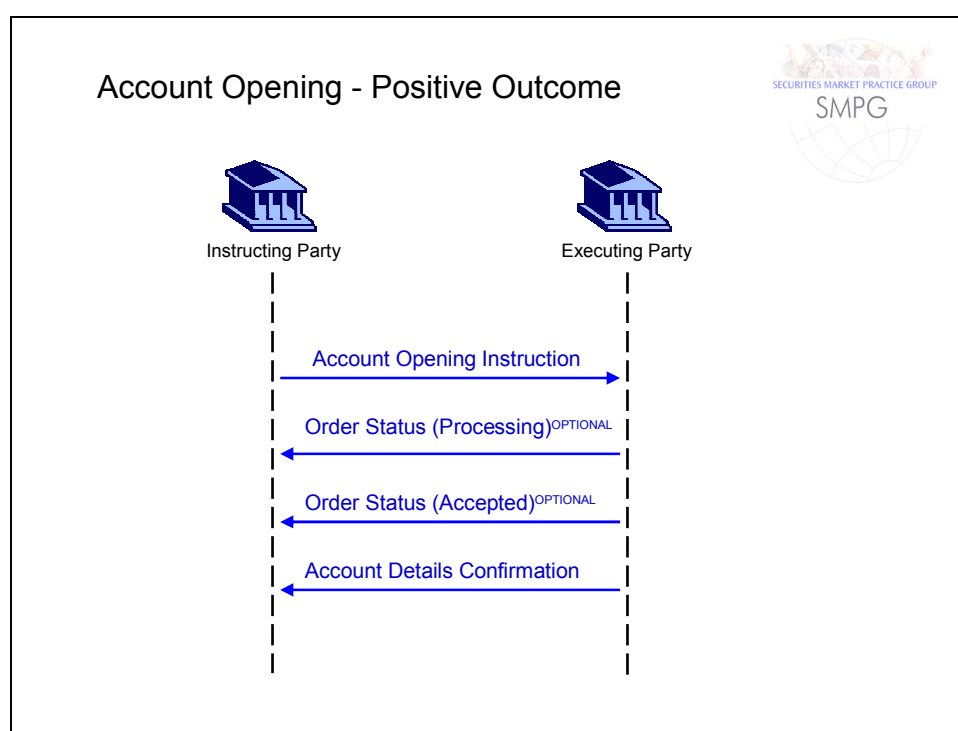 Account Opening - Positive Outcome
SECURITIES MARKET PRACTICE GROUP
SMPG
Instructing Party
Executing Party
Account Opening Instruction
Order Status (Processing)OPTIONAL
Order Status (Accepted)OPTIONAL
Account Details Confirmation